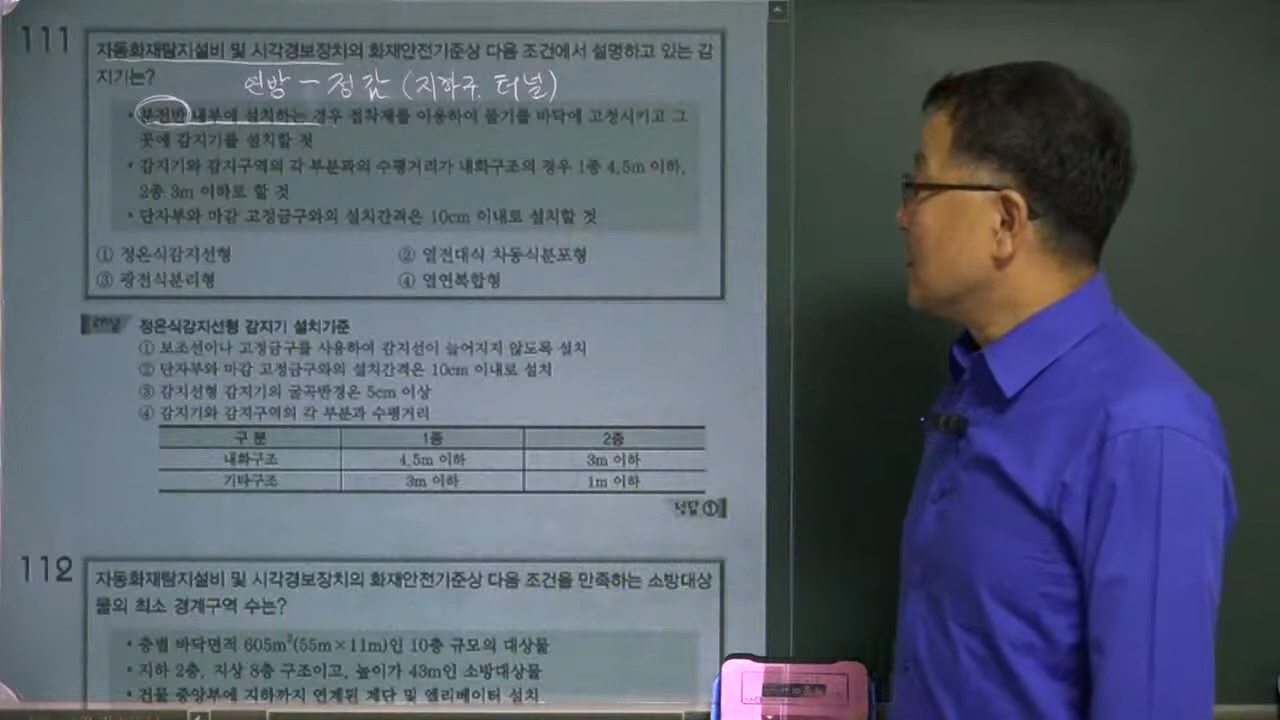 111
자동화재탐지설비 및 시각경보장치의 화재안전기준상 다음 조건에서 설명하고 있는 감
지기는?
연방 - 정감 (지하구, 터널)
• 분전반 내부에 설치하는 경우 접착제를 이용하여 돌기를 바닥에 고정시키고 그
곳에 감지기를 설치할 것
• 감지기와 감지구역의 각 부분과의 수평거리가 내화구조의 경우 1종 4.5m 이하,
2종 3m 이하로 할 것
• 단자부와 마감 고정금구와의 설치간격은 10cm 이내로 설치할 것
① 정온식감지선형 ② 열전대식 차동식분포형
③ 광전식분리형 ④ 열연복합형
해설 정온식감지선형 감지기 설치기준
① 보조선이나 고정금구를 사용하여 감지선이 늘어지지 않도록 설치
② 단자부와 마감 고정금구와의 설치간격은 10cm 이내로 설치
③ 감지선형 감지기의 굴곡반경은 5cm 이상
④ 감지기와 감지구역의 각 부분과 수평거리
구 분 1종 2종
내화구조 4.5m 이하 3m 이하
기타구조 3m 이하 1m 이하
정답 ①
112
자동화재탐지설비 및 시각경보장치의 화재안전기준상 다음 조건을 만족하는 소방대상
물의 최소 경계구역 수는?
• 층별 바닥면적 605m²(55m×11m)인 10층 규모의 대상물
• 지하 2층, 지상 8층 구조이고, 높이가 43m인 소방대상물
• 건물 중앙부에 지하까지 연계된 계단 및 엘리베이터 설치